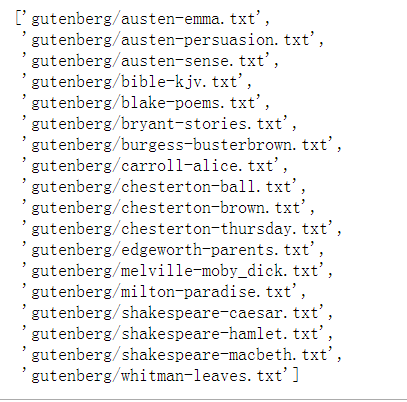 ['gutenberg/austen-emma.txt',
'gutenberg/austen-persuasion.txt',
'gutenberg/austen-sense.txt',
'gutenberg/bible-kjv.txt',
'gutenberg/blake-poems.txt',
'gutenberg/bryant-stories.txt',
'gutenberg/burgess-busterbrown.txt',
'gutenberg/carroll-alice.txt',
'gutenberg/chesterton-ball.txt',
'gutenberg/chesterton-brown.txt',
'gutenberg/chesterton-thursday.txt',
'gutenberg/edgeworth-parents.txt',
'gutenberg/melville-moby_dick.txt',
'gutenberg/milton-paradise.txt',
'gutenberg/shakespeare-caesar.txt',
'gutenberg/shakespeare-hamlet.txt',
'gutenberg/shakespeare-macbeth.txt',
'gutenberg/whitman-leaves.txt']